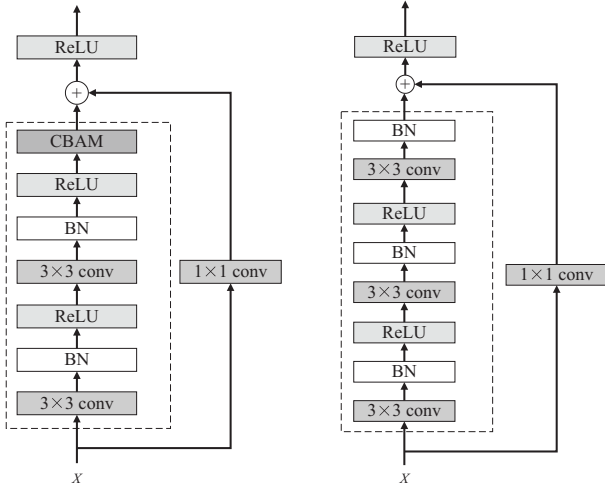 ReLU
+
CBAM
ReLU
BN
3×3 conv
1×1 conv
ReLU
BN
3×3 conv
X
ReLU
+
BN
3×3 conv
ReLU
BN
1×1 conv
3×3 conv
ReLU
BN
3×3 conv
X